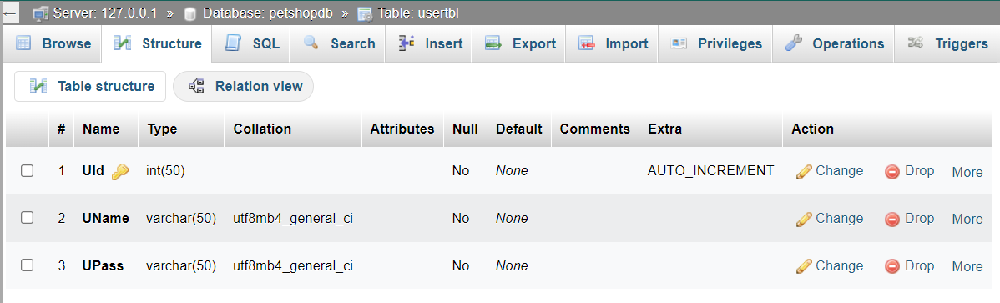 ← Server: 127.0.0.1 » Database: petshopdb » Table: usertbl
Browse Structure SQL Search Insert Export Import Privileges Operations Triggers
Table structure Relation view
# Name Type Collation Attributes Null Default Comments Extra Action
1 UId int(50) No None AUTO_INCREMENT Change Drop More
2 UName varchar(50) utf8mb4_general_ci No None Change Drop More
3 UPass varchar(50) utf8mb4_general_ci No None Change Drop More